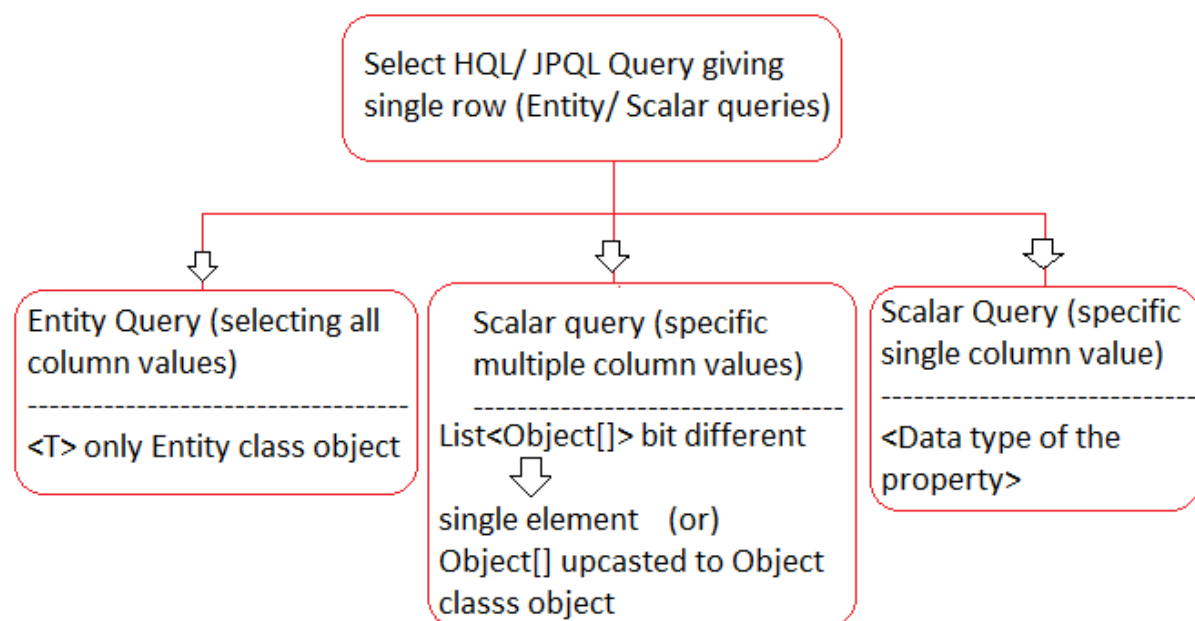 Select HQL/ JPQL Query giving
single row (Entity/ Scalar queries)
Entity Query (selecting all
column values)
-----------------------------------
<T> only Entity class object
Scalar query (specific
multiple column values)
----------------------------------
List<Object[]> bit different
single element   (or)
Object[] upcasted to Object
classs object
Scalar Query (specific
single column value)
-----------------------------
<Data type of the
property>